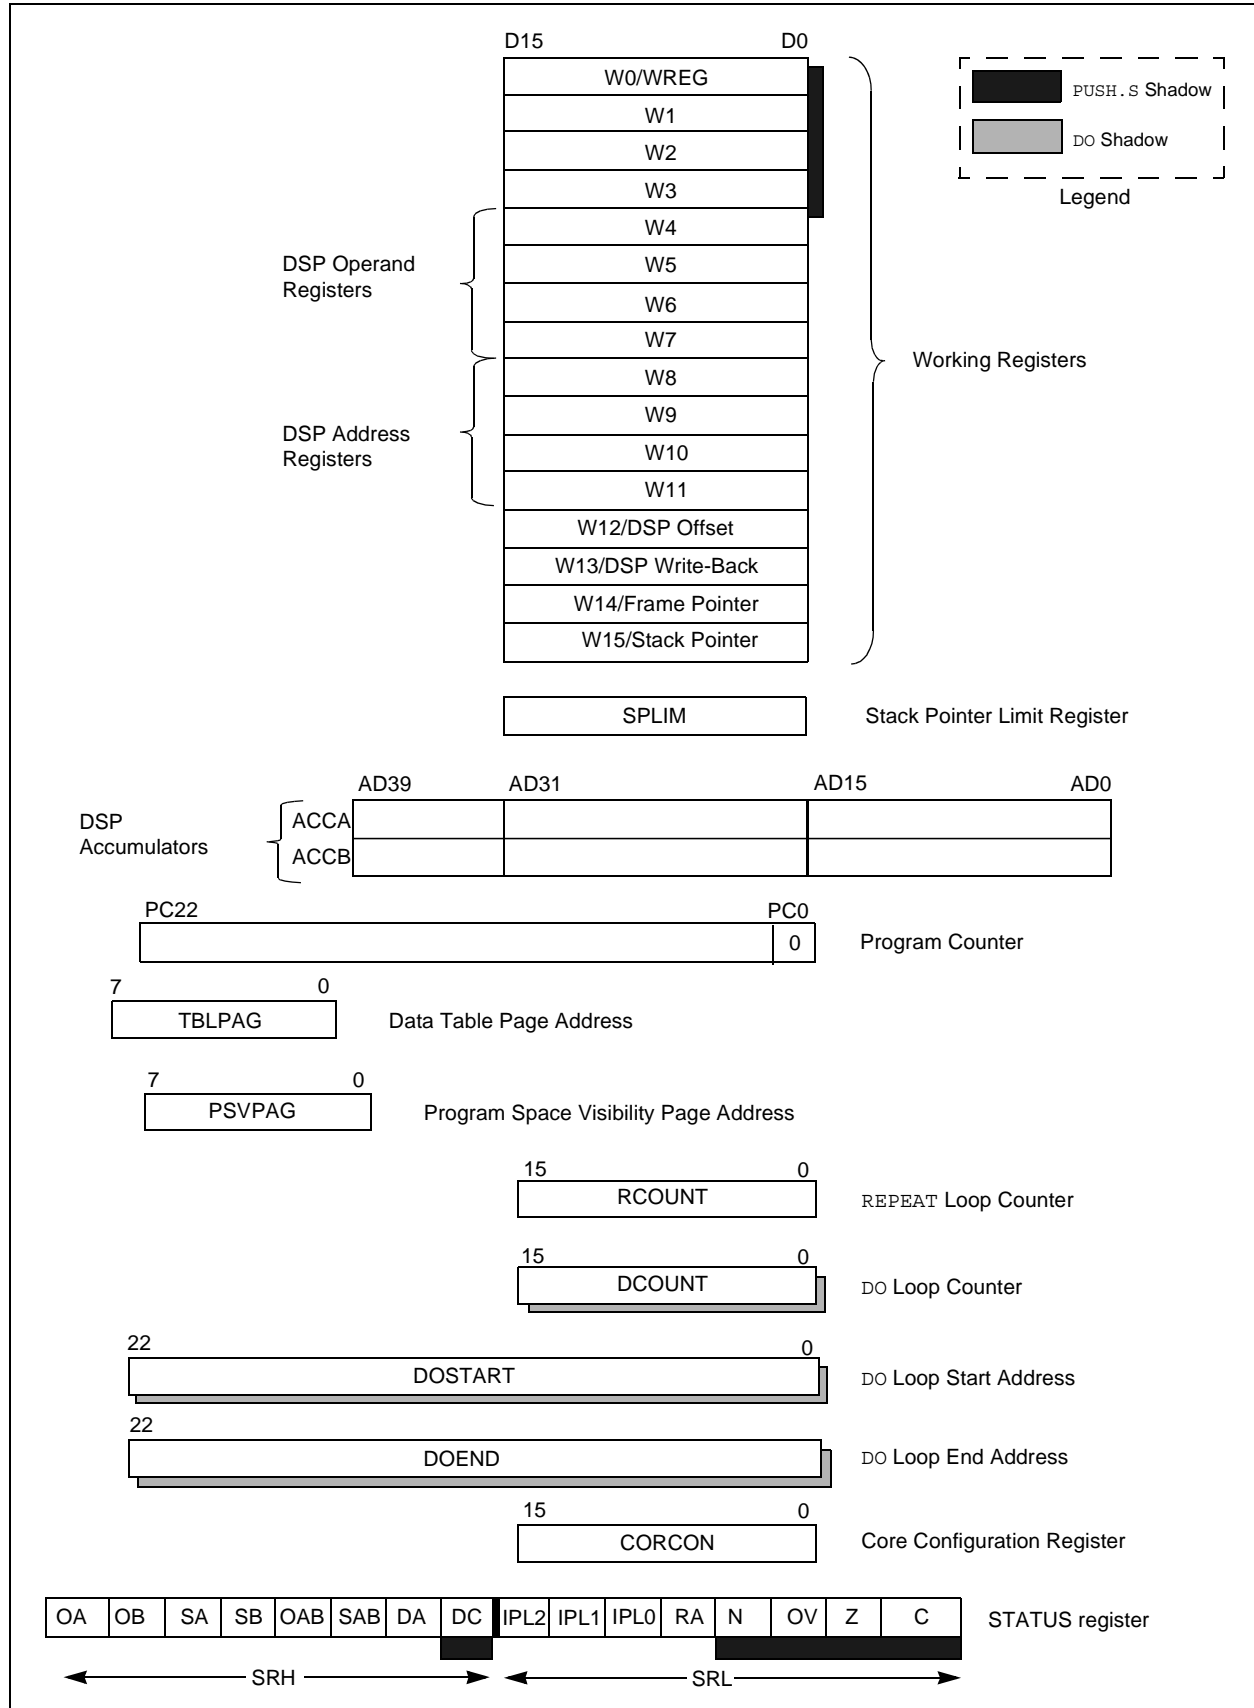 D15 D0
W0/WREG
PUSH.S Shadow
W1
DO Shadow
W2
W3
Legend
W4
DSP Operand
Registers
W5
W6
W7
Working Registers
W8
W9
DSP Address
Registers
W10
W11
W12/DSP Offset
W13/DSP Write-Back
W14/Frame Pointer
W15/Stack Pointer
SPLIM Stack Pointer Limit Register
AD39 AD31 AD15 AD0
DSP
Accumulators
ACCA
ACCB
PC22 PC0
0 Program Counter
7 0
TBLPAG Data Table Page Address
7 0
PSVPAG Program Space Visibility Page Address
15 0
RCOUNT REPEAT Loop Counter
15 0
DCOUNT DO Loop Counter
22 0
DOSTART DO Loop Start Address
22
DOEND DO Loop End Address
15 0
CORCON Core Configuration Register
OA OB SA SB OAB SAB DA DC IPL2 IPL1 IPL0 RA N OV Z C STATUS register
SRH SRL